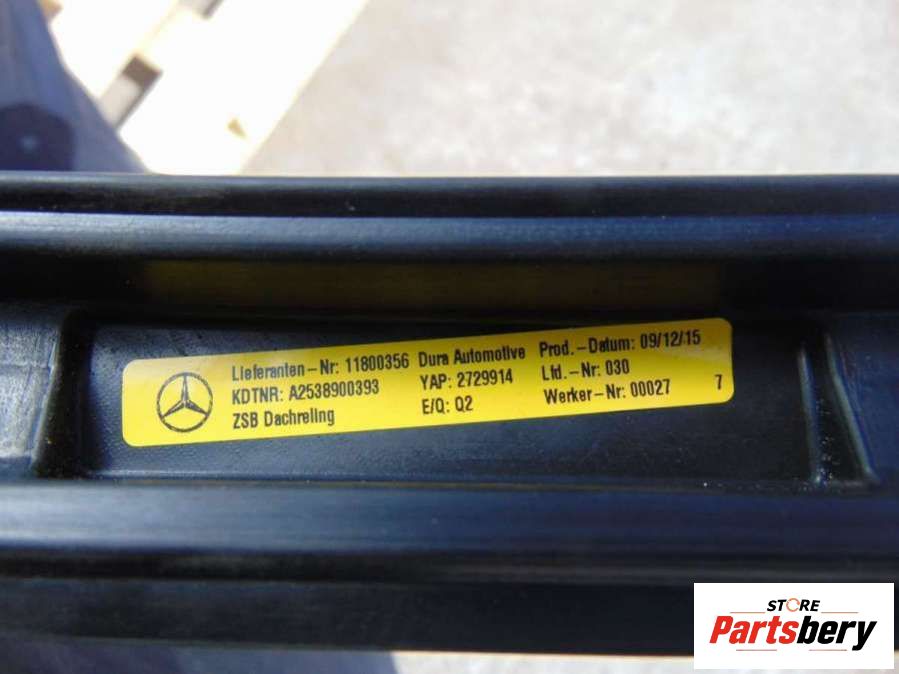 Lieferanten-Nr: 11800356 Dura Automotive Prod.-Datum: 09/12/15
KDTNR: A2538900393 YAP: 2729914 Lfd.-Nr: 030
ZSB Dachreling E/Q: Q2 Werker-Nr: 00027 7
STORE
Partsbery